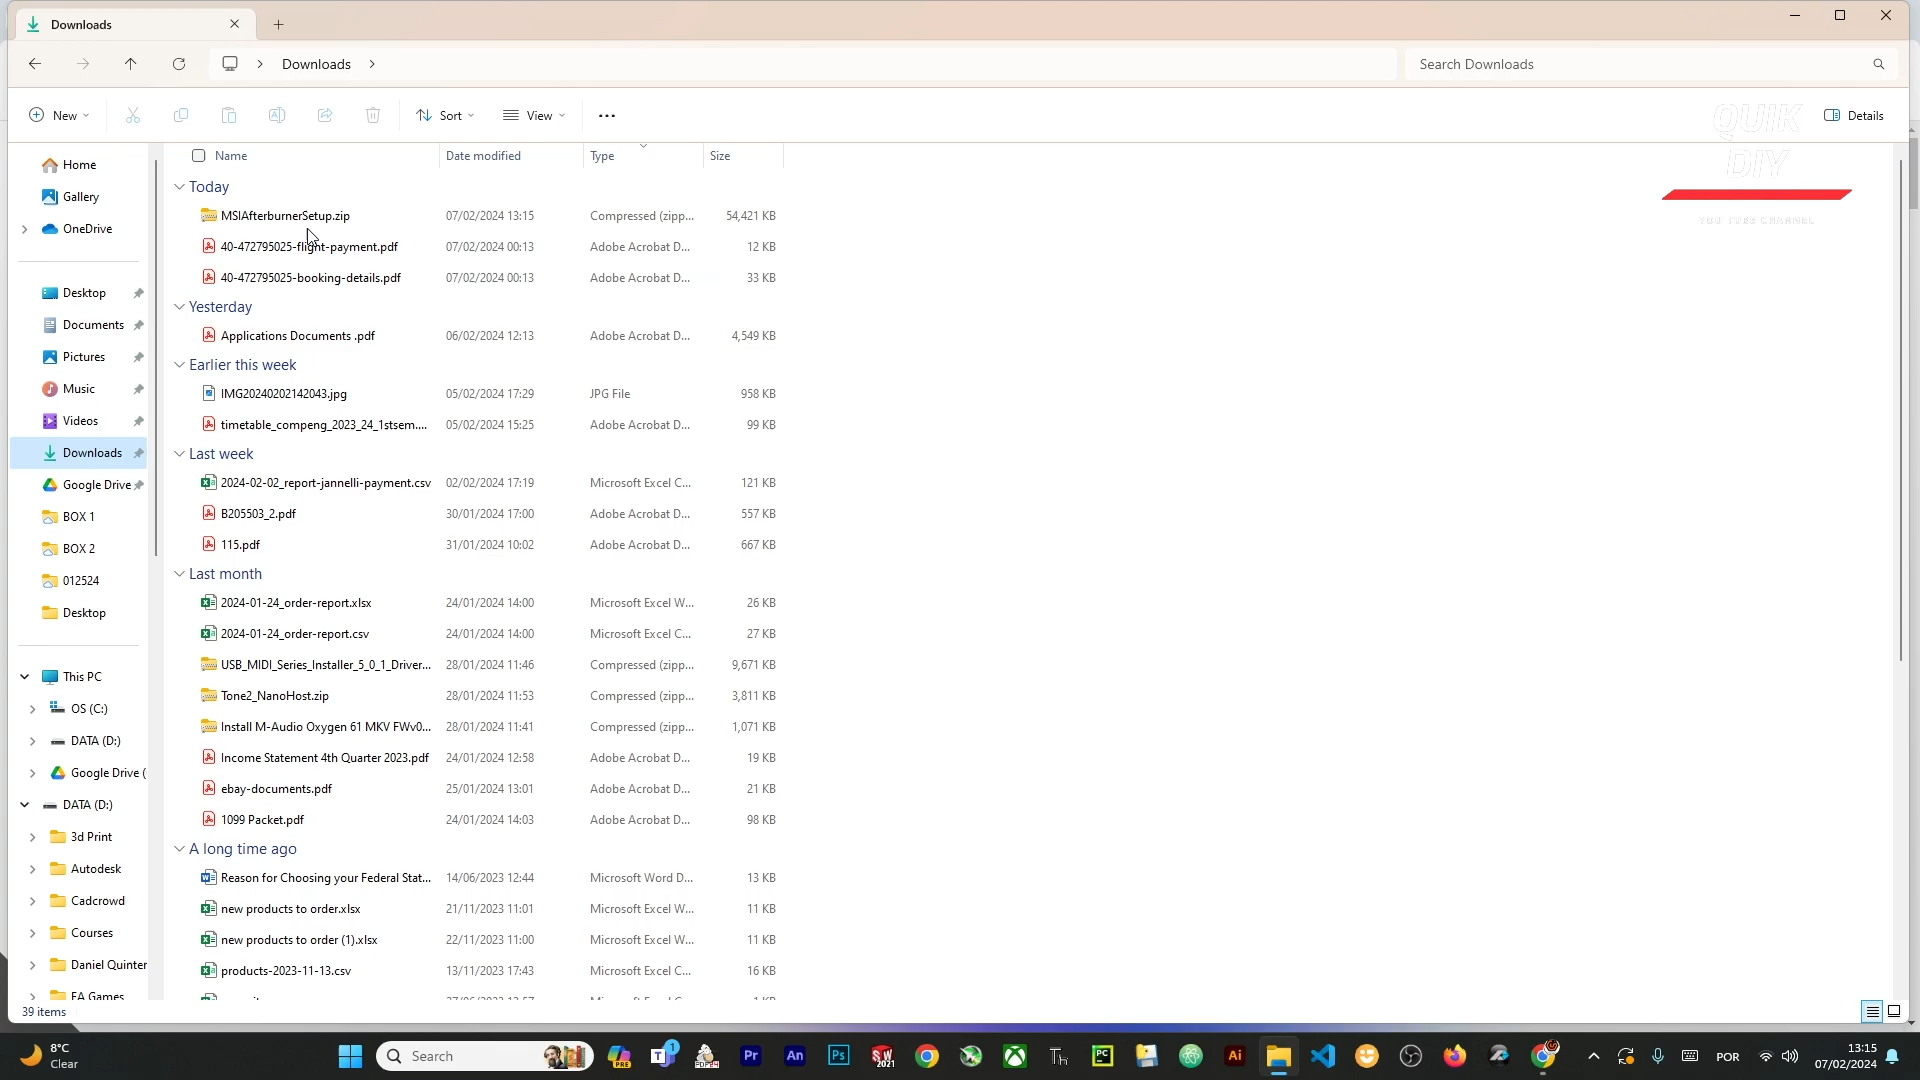 Downloads
Downloads
Search Downloads
New
Sort
View
Details
QUIK
DIY
YOU TUBE CHANNEL
Home
Gallery
OneDrive
Desktop
Documents
Pictures
Music
Videos
Downloads
Google Drive
BOX 1
BOX 2
012524
Desktop
This PC
OS (C:)
DATA (D:)
Google Drive (
DATA (D:)
3d Print
Autodesk
Cadcrowd
Courses
Daniel Quinter
EA Games
Name Date modified Type Size
Today
MSIAfterburnerSetup.zip 07/02/2024 13:15 Compressed (zipp... 54,421 KB
40-472795025-flight-payment.pdf 07/02/2024 00:13 Adobe Acrobat D... 12 KB
40-472795025-booking-details.pdf 07/02/2024 00:13 Adobe Acrobat D... 33 KB
Yesterday
Applications Documents .pdf 06/02/2024 12:13 Adobe Acrobat D... 4,549 KB
Earlier this week
IMG20240202142043.jpg 05/02/2024 17:29 JPG File 958 KB
timetable_compeng_2023_24_1stsem.... 05/02/2024 15:25 Adobe Acrobat D... 99 KB
Last week
2024-02-02_report-jannelli-payment.csv 02/02/2024 17:19 Microsoft Excel C... 121 KB
B205503_2.pdf 30/01/2024 17:00 Adobe Acrobat D... 557 KB
115.pdf 31/01/2024 10:02 Adobe Acrobat D... 667 KB
Last month
2024-01-24_order-report.xlsx 24/01/2024 14:00 Microsoft Excel W... 26 KB
2024-01-24_order-report.csv 24/01/2024 14:00 Microsoft Excel C... 27 KB
USB_MIDI_Series_Installer_5_0_1_Driver... 28/01/2024 11:46 Compressed (zipp... 9,671 KB
Tone2_NanoHost.zip 28/01/2024 11:53 Compressed (zipp... 3,811 KB
Install M-Audio Oxygen 61 MKV FWv0... 28/01/2024 11:41 Compressed (zipp... 1,071 KB
Income Statement 4th Quarter 2023.pdf 24/01/2024 12:58 Adobe Acrobat D... 19 KB
ebay-documents.pdf 25/01/2024 13:01 Adobe Acrobat D... 21 KB
1099 Packet.pdf 24/01/2024 14:03 Adobe Acrobat D... 98 KB
A long time ago
Reason for Choosing your Federal Stat... 14/06/2023 12:44 Microsoft Word D... 13 KB
new products to order.xlsx 21/11/2023 11:01 Microsoft Excel W... 11 KB
new products to order (1).xlsx 22/11/2023 11:00 Microsoft Excel W... 11 KB
products-2023-11-13.csv 13/11/2023 17:43 Microsoft Excel C... 16 KB
39 items
8°C
Clear
Search
PRE
T 1
PDF24
Pr
An
Ps
SW
2021
Th
PC
Ai
POR
13:15
07/02/2024